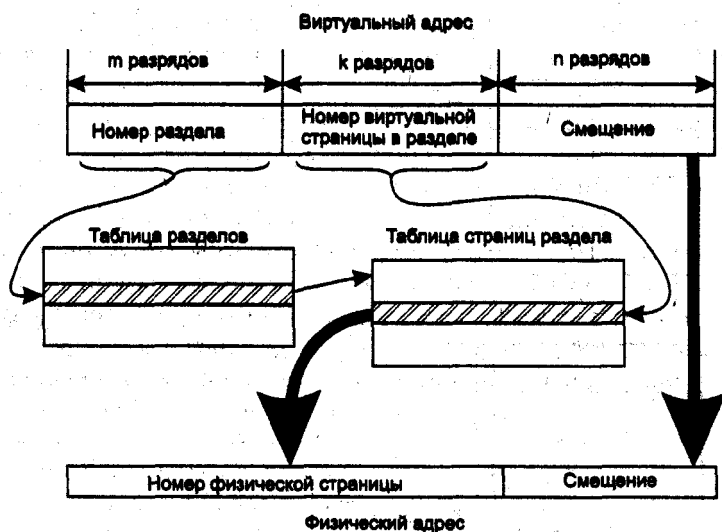 Виртуальный адрес
m разрядов
k разрядов
n разрядов
Номер раздела
Номер виртуальной
страницы в разделе
Смещение
Таблица разделов
Таблица страниц раздела
Номер физической страницы
Смещение
Физический адрес